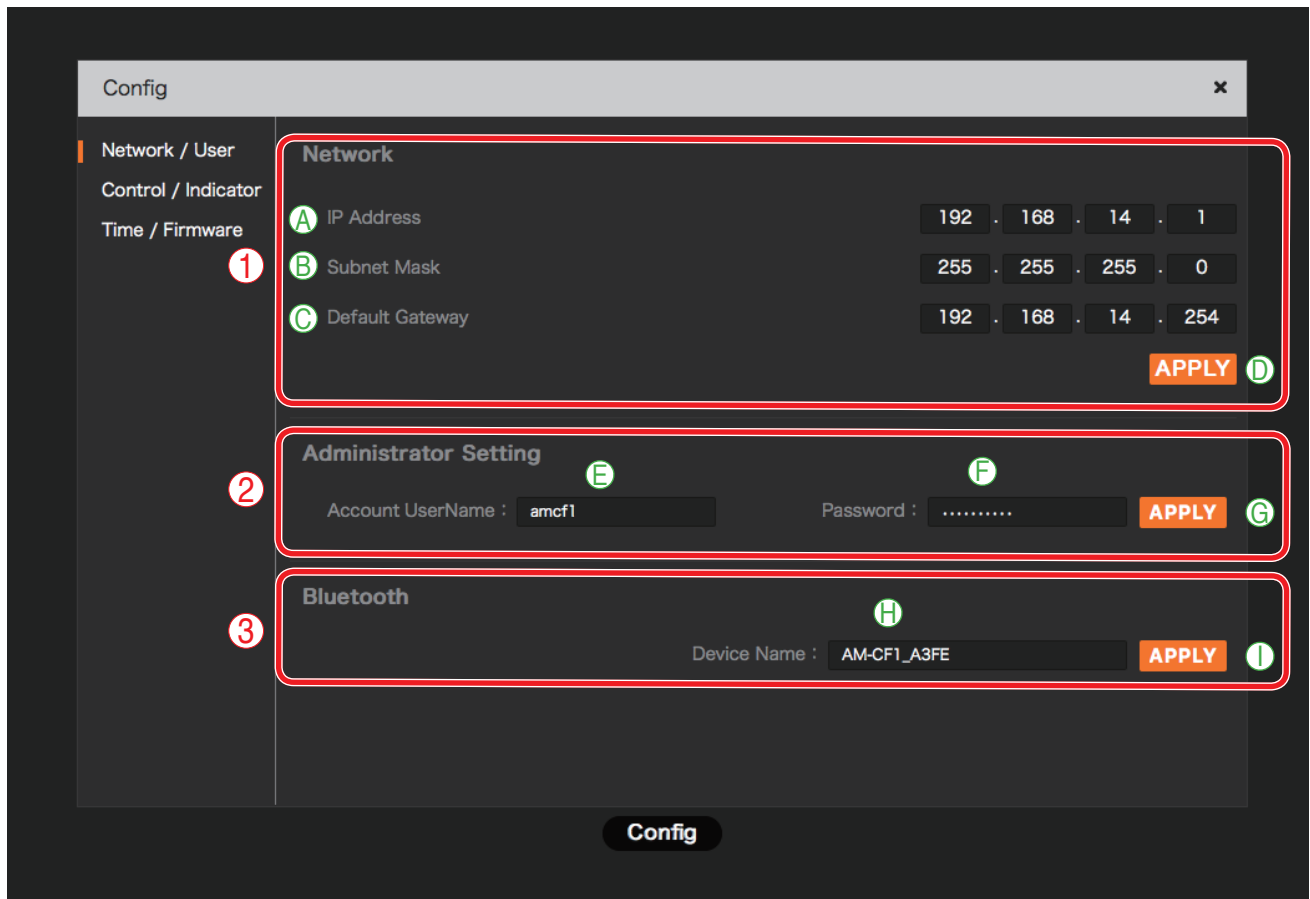 Config ×
Network / User
Control / Indicator
Time / Firmware
1
Network
A IP Address 192 . 168 . 14 . 1
B Subnet Mask 255 . 255 . 255 . 0
C Default Gateway 192 . 168 . 14 . 254
APPLY D
2
Administrator Setting
E F
Account UserName : amcf1 Password : ·········· APPLY G
3
Bluetooth
H
Device Name : AM-CF1_A3FE APPLY I
Config